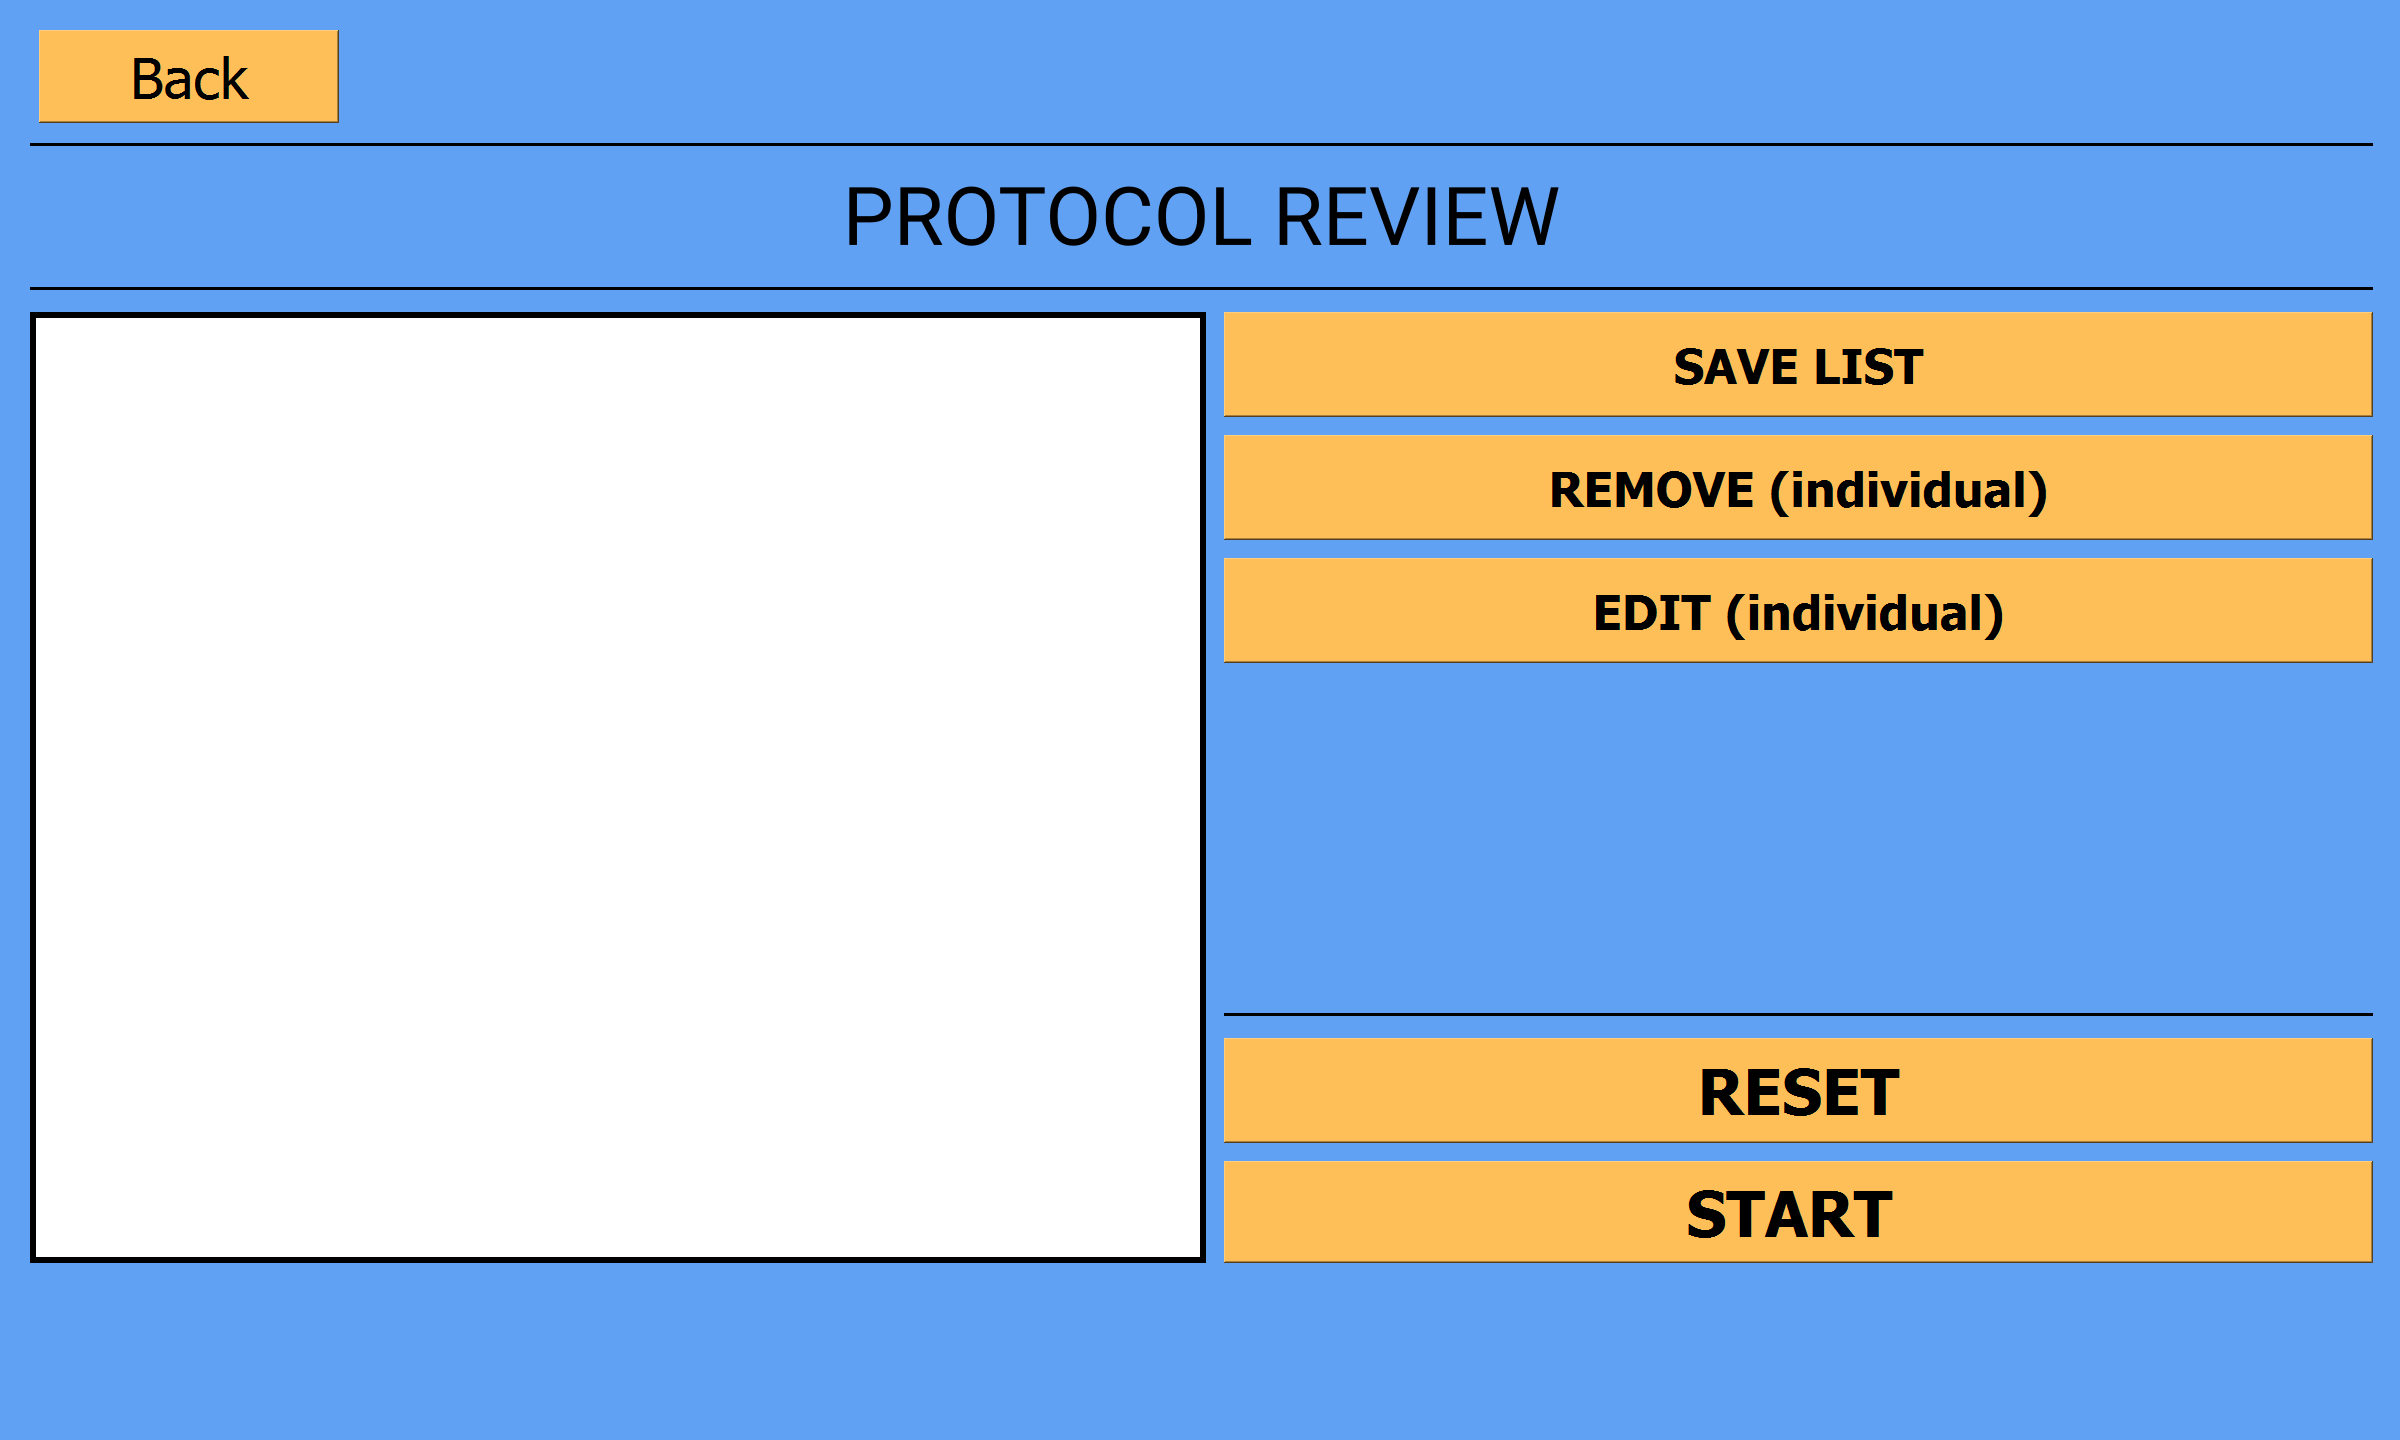 Back
PROTOCOL REVIEW
SAVE LIST
REMOVE (individual)
EDIT (individual)
RESET
START